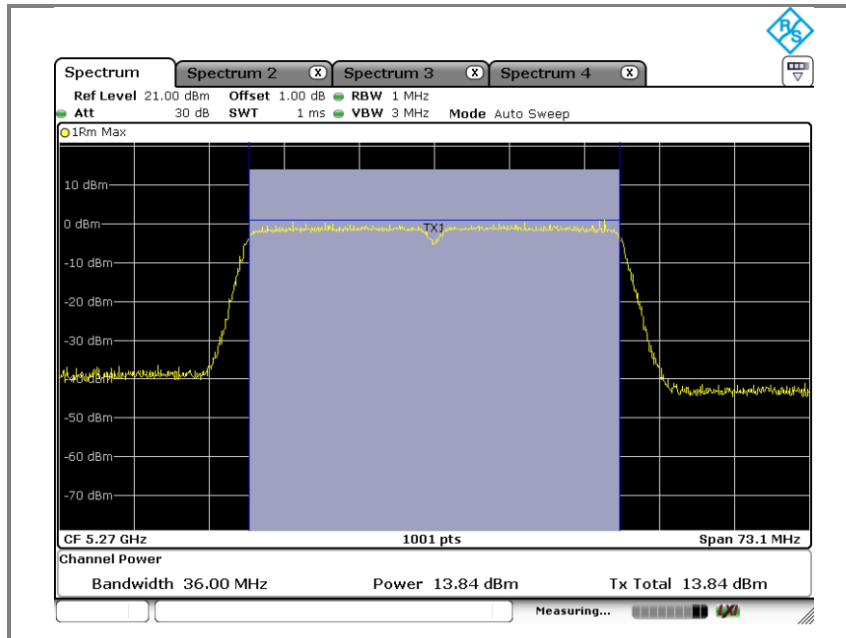 R&S
Spectrum Spectrum 2 X Spectrum 3 X Spectrum 4 X
Ref Level 21.00 dBm Offset 1.00 dB RBW 1 MHz
Att 30 dB SWT 1 ms VBW 3 MHz Mode Auto Sweep
1Rm Max
10 dBm
0 dBm
TX1
-10 dBm
-20 dBm
-30 dBm
-40 dBm
-50 dBm
-60 dBm
-70 dBm
CF 5.27 GHz 1001 pts Span 73.1 MHz
Channel Power
Bandwidth 36.00 MHz Power 13.84 dBm Tx Total 13.84 dBm
Measuring...